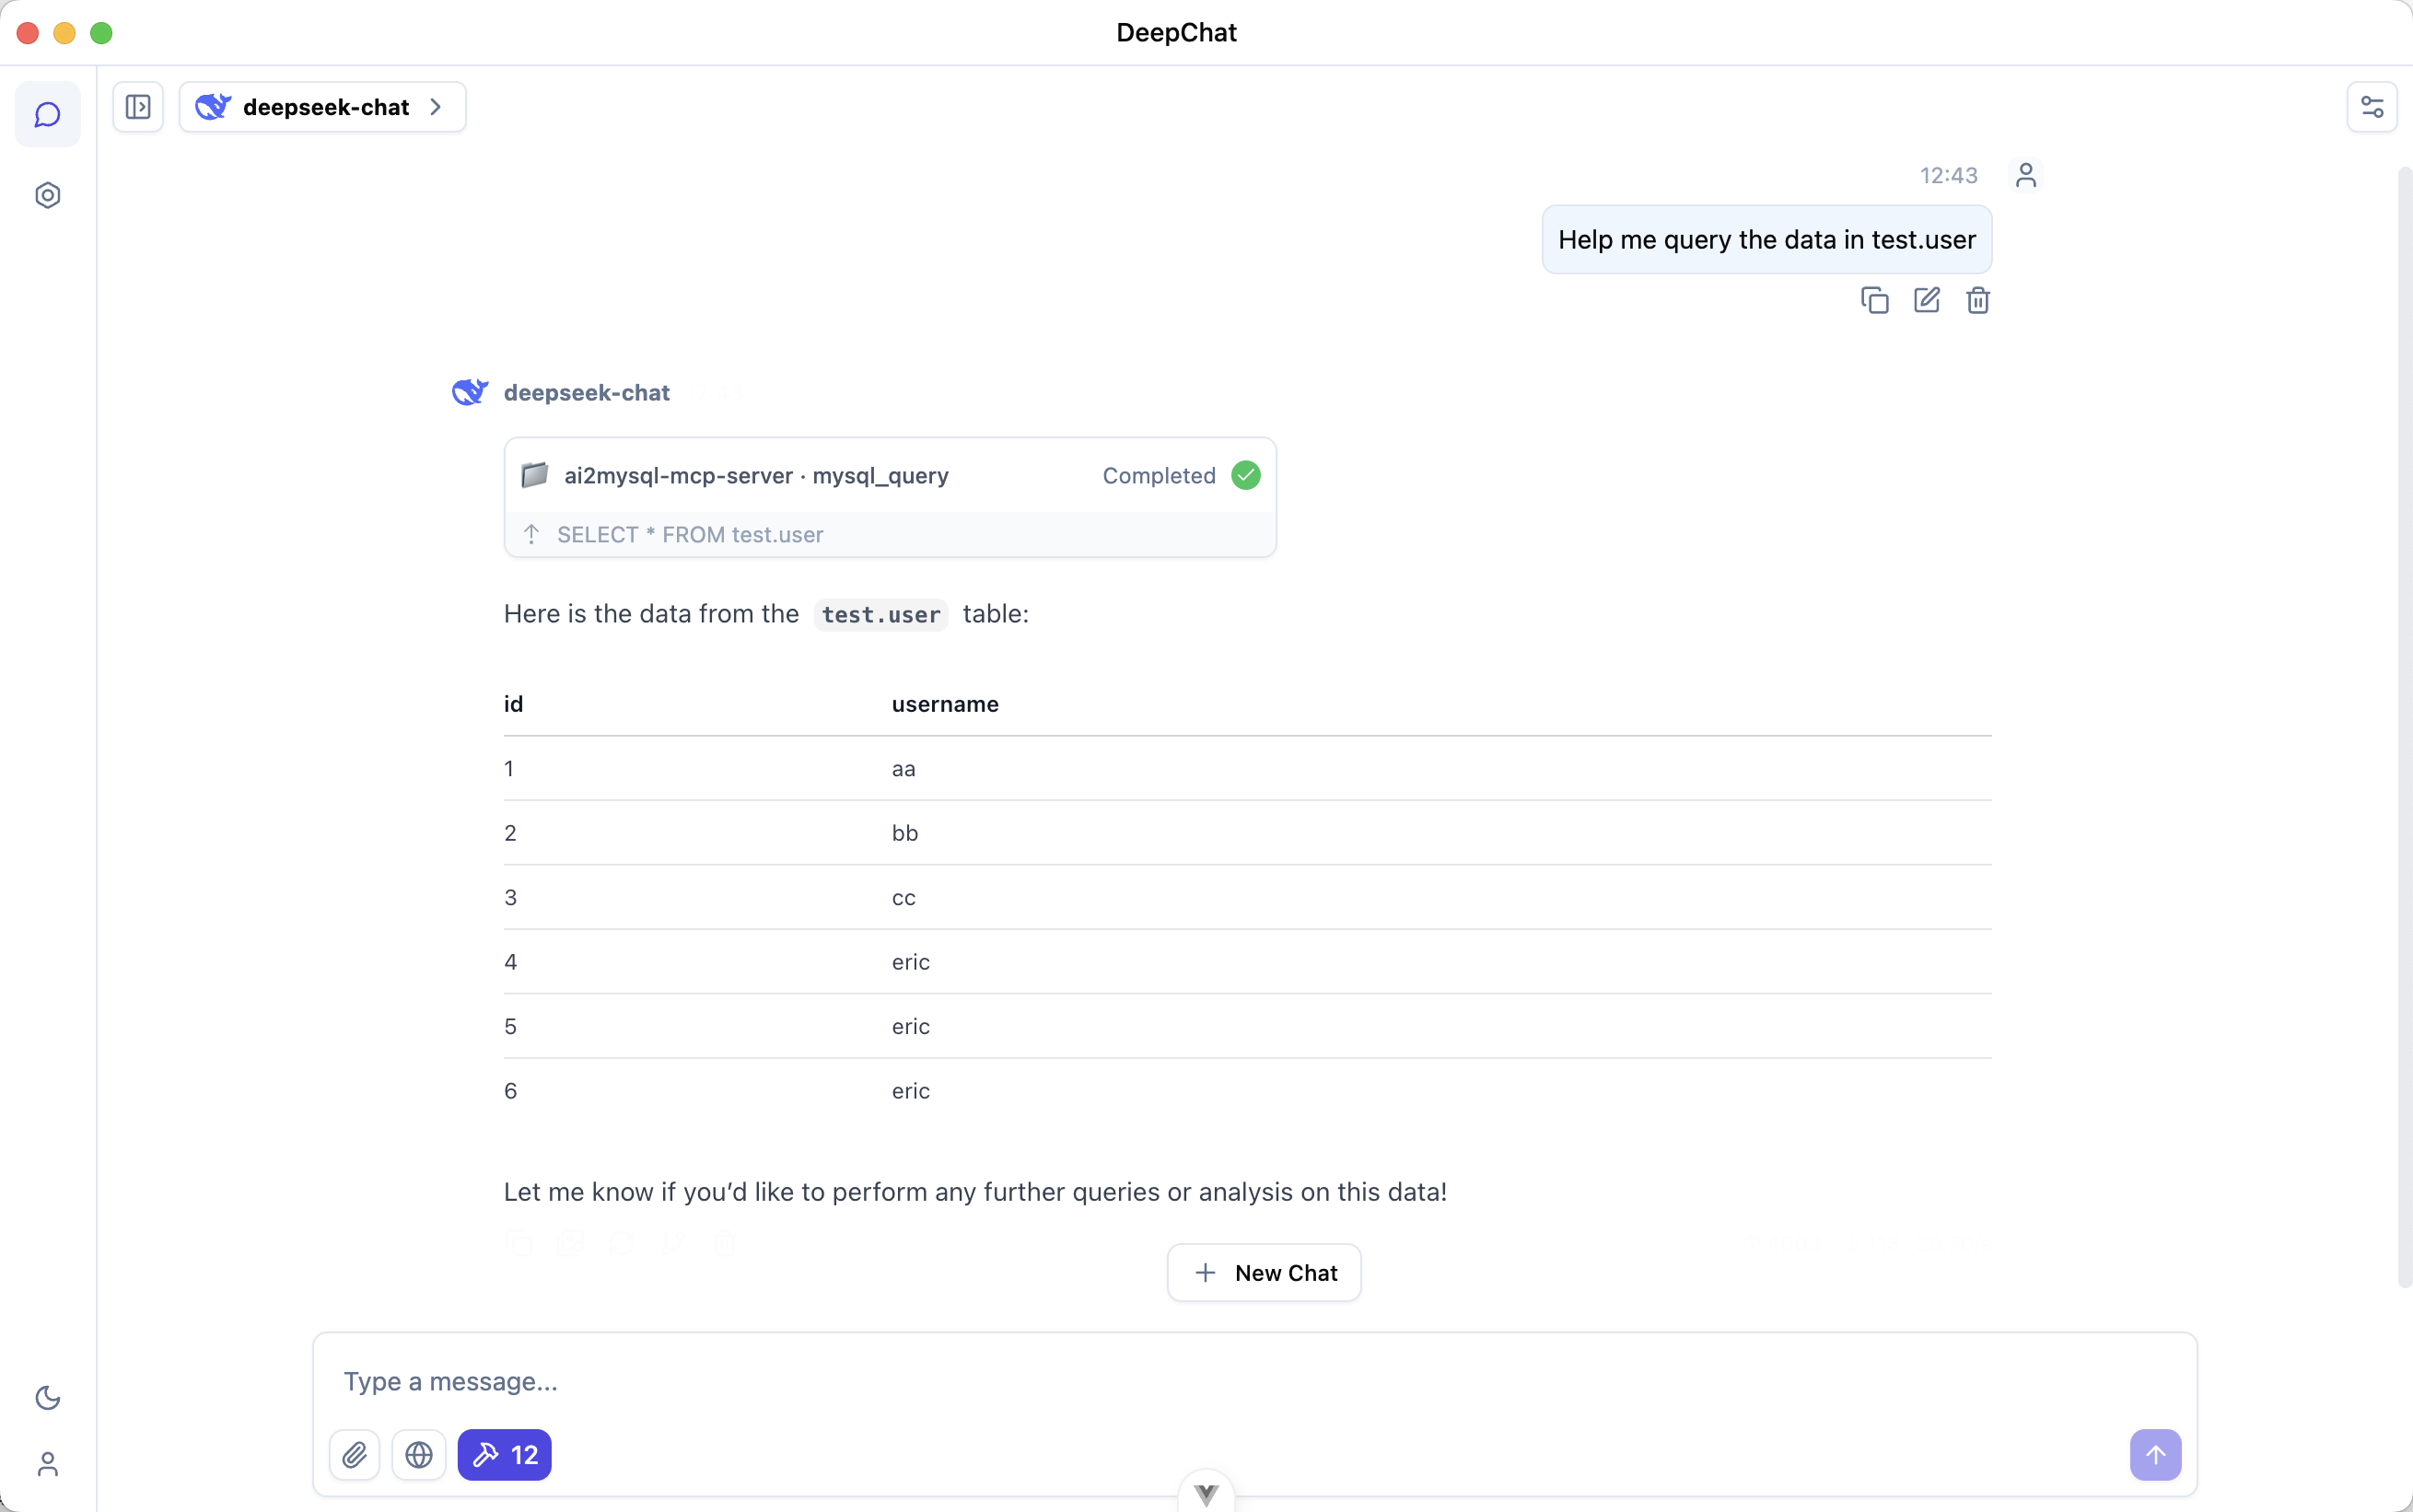 DeepChat
deepseek-chat
12:43
Help me query the data in test.user
deepseek-chat
ai2mysql-mcp-server · mysql_query Completed
SELECT * FROM test.user
Here is the data from the test.user table:
id username
1 aa
2 bb
3 cc
4 eric
5 eric
6 eric
Let me know if you’d like to perform any further queries or analysis on this data!
New Chat
Type a message...
12